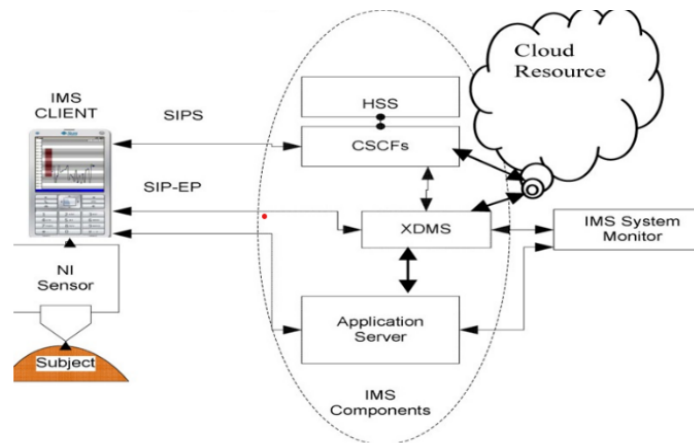 Cloud
Resource
IMS
CLIENT
SIPS
HSS
CSCFs
SIP-EP
XDMS
IMS System
Monitor
NI
Sensor
Application
Server
Subject
IMS
Components